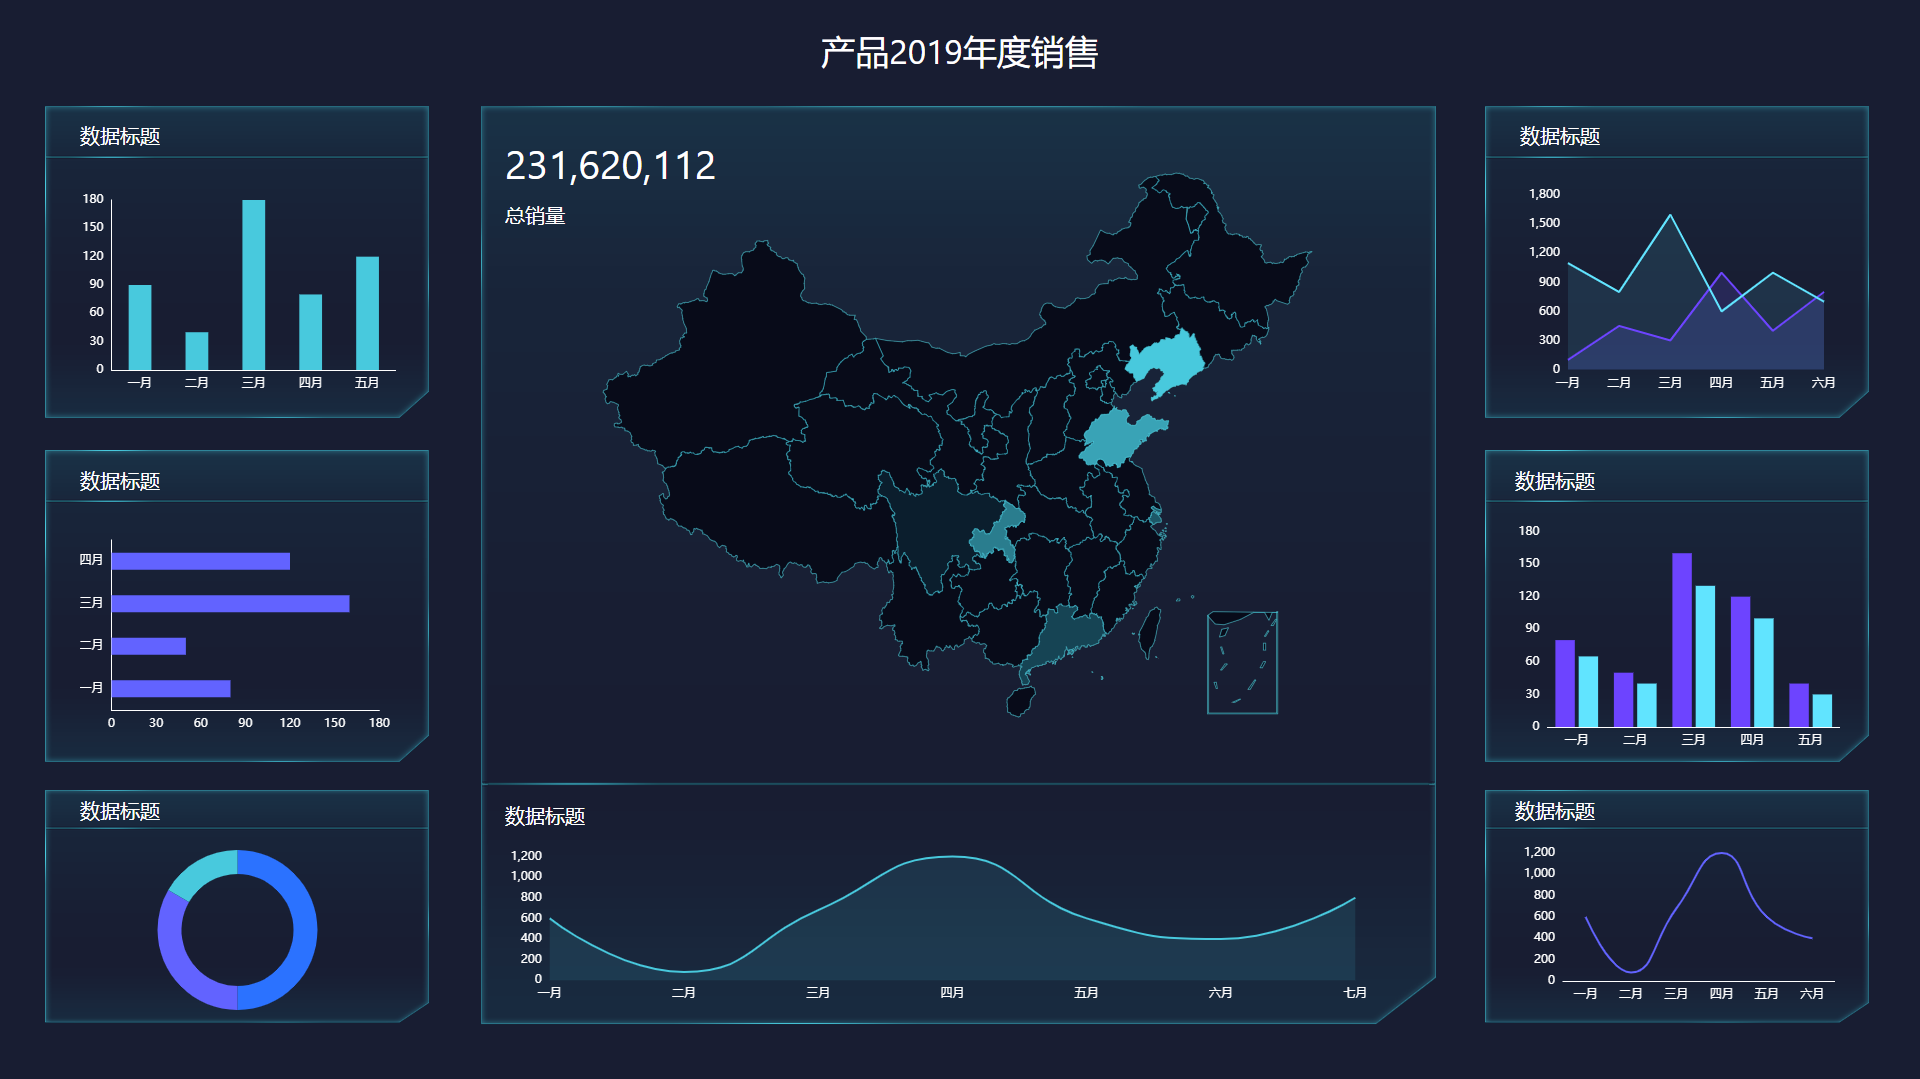 产品2019年度销售
数据标题
180
150
120
90
60
30
0
一月 二月 三月 四月 五月
数据标题
四月
三月
二月
一月
0 30 60 90 120 150 180
数据标题
231,620,112
总销量
数据标题
1,200
1,000
800
600
400
200
0
一月 二月 三月 四月 五月 六月 七月
数据标题
1,800
1,500
1,200
900
600
300
0
一月 二月 三月 四月 五月 六月
数据标题
180
150
120
90
60
30
0
一月 二月 三月 四月 五月
数据标题
1,200
1,000
800
600
400
200
0
一月 二月 三月 四月 五月 六月